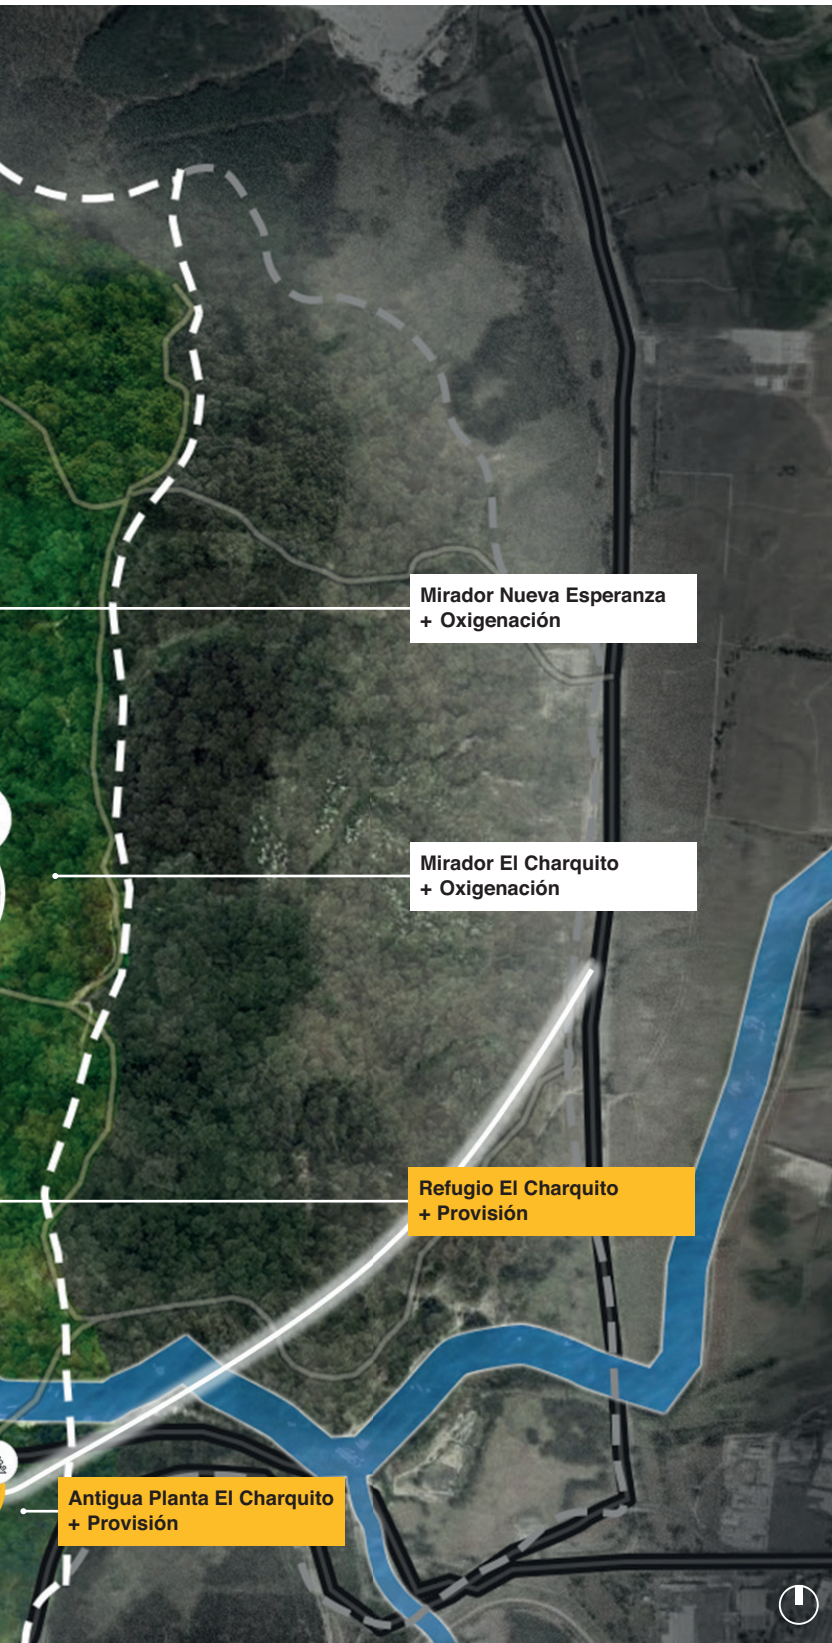 Mirador Nueva Esperanza
+ Oxigenación
Mirador El Charquito
+ Oxigenación
Refugio El Charquito
+ Provisión
Antigua Planta El Charquito
+ Provisión